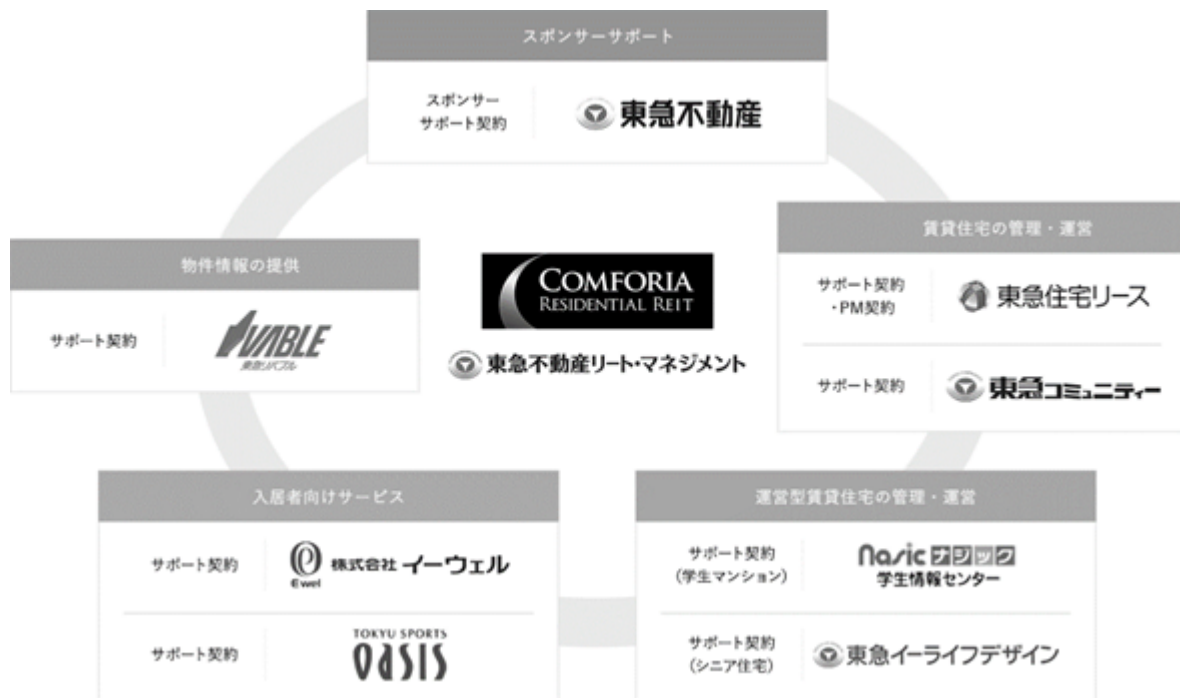 スポンサーサポート
スポンサー
サポート契約
東急不動産
物件情報の提供
サポート契約
VABLE
東急リバブル
COMFORIA
RESIDENTIAL REIT
東急不動産リート・マネジメント
賃貸住宅の管理・運営
サポート契約
・PM契約
東急住宅リース
サポート契約
東急コミュニティー
入居者向けサービス
サポート契約
Ewel
株式会社 イーウェル
サポート契約
TOKYU SPORTS
OASIS
運営型賃貸住宅の管理・運営
サポート契約
(学生マンション)
Nasic ナジック
学生情報センター
サポート契約
(シニア住宅)
東急イーライフデザイン